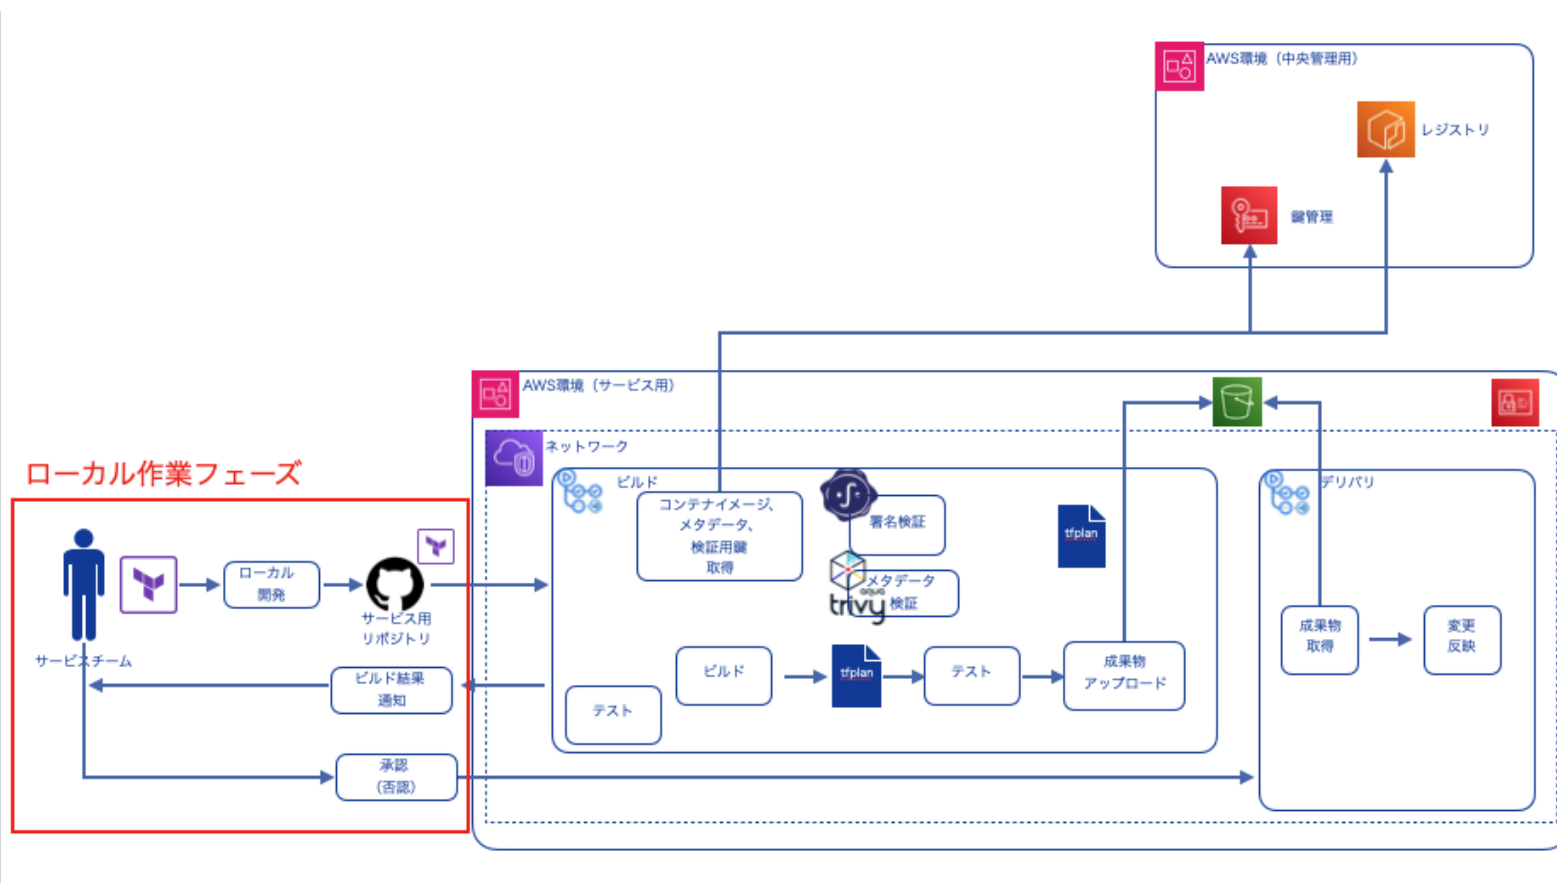 AWS環境（中央管理用）
レジストリ
鍵管理
AWS環境（サービス用）
ネットワーク
ローカル作業フェーズ
ビルド
コンテナイメージ、
メタデータ、
検証用鍵
取得
署名検証
tfplan
デリバリ
ローカル
開発
サービス用
リポジトリ
メタデータ
検証
aqua
trivy
サービスチーム
ビルド結果
通知
テスト
ビルド
tfplan
テスト
成果物
アップロード
成果物
取得
変更
反映
承認
（否認）